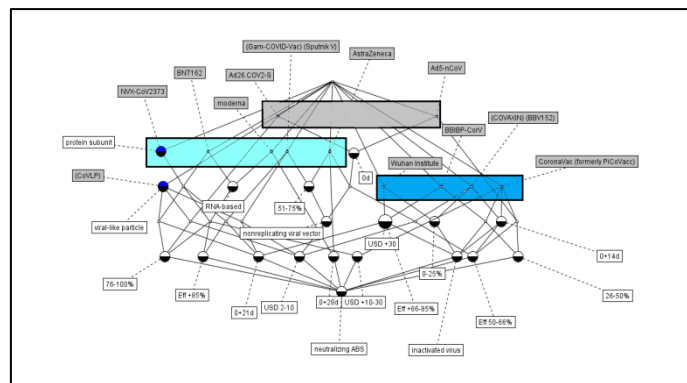 (Gam-COVID-Vac) (Sputnik V)
AstraZeneca
BNT162
Ad26.COV2-S
Ad5-nCoV
NVX-CoV2373
moderna
(COVAXIN) (BBV152)
BBIBP-CorV
protein subunit
Wuhan Institute
CoronaVac (formerly PiCoVacc)
(CoVLP)
0d
RNA-based
51-75%
viral-like particle
nonreplicating viral vector
USD +30
0-25%
0+14d
76-100%
Eff +85%
0+21d
USD 2-10
0+28d
USD +10-30
Eff +66-85%
Eff 50-66%
26-50%
neutralizing ABS
inactivated virus